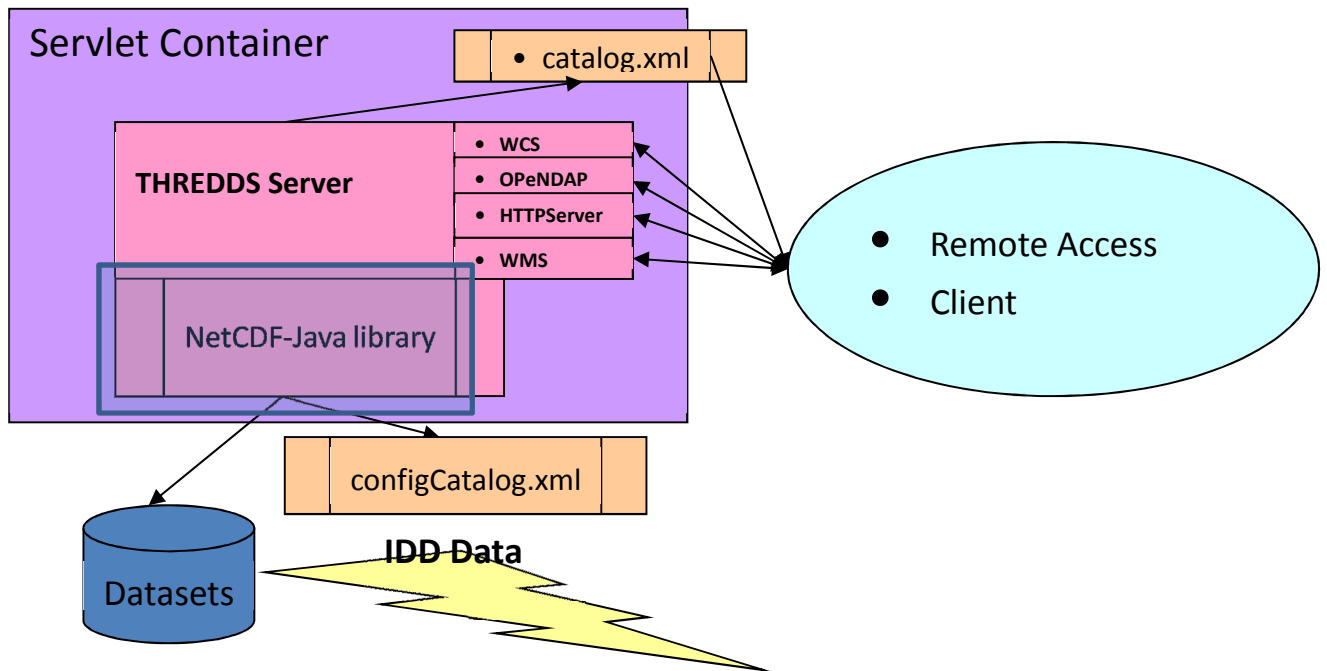 Servlet Container
• catalog.xml
THREDDS Server
• WCS
• OPeNDAP
• HTTPServer
• WMS
• Remote Access
• Client
NetCDF-Java library
configCatalog.xml
IDD Data
Datasets